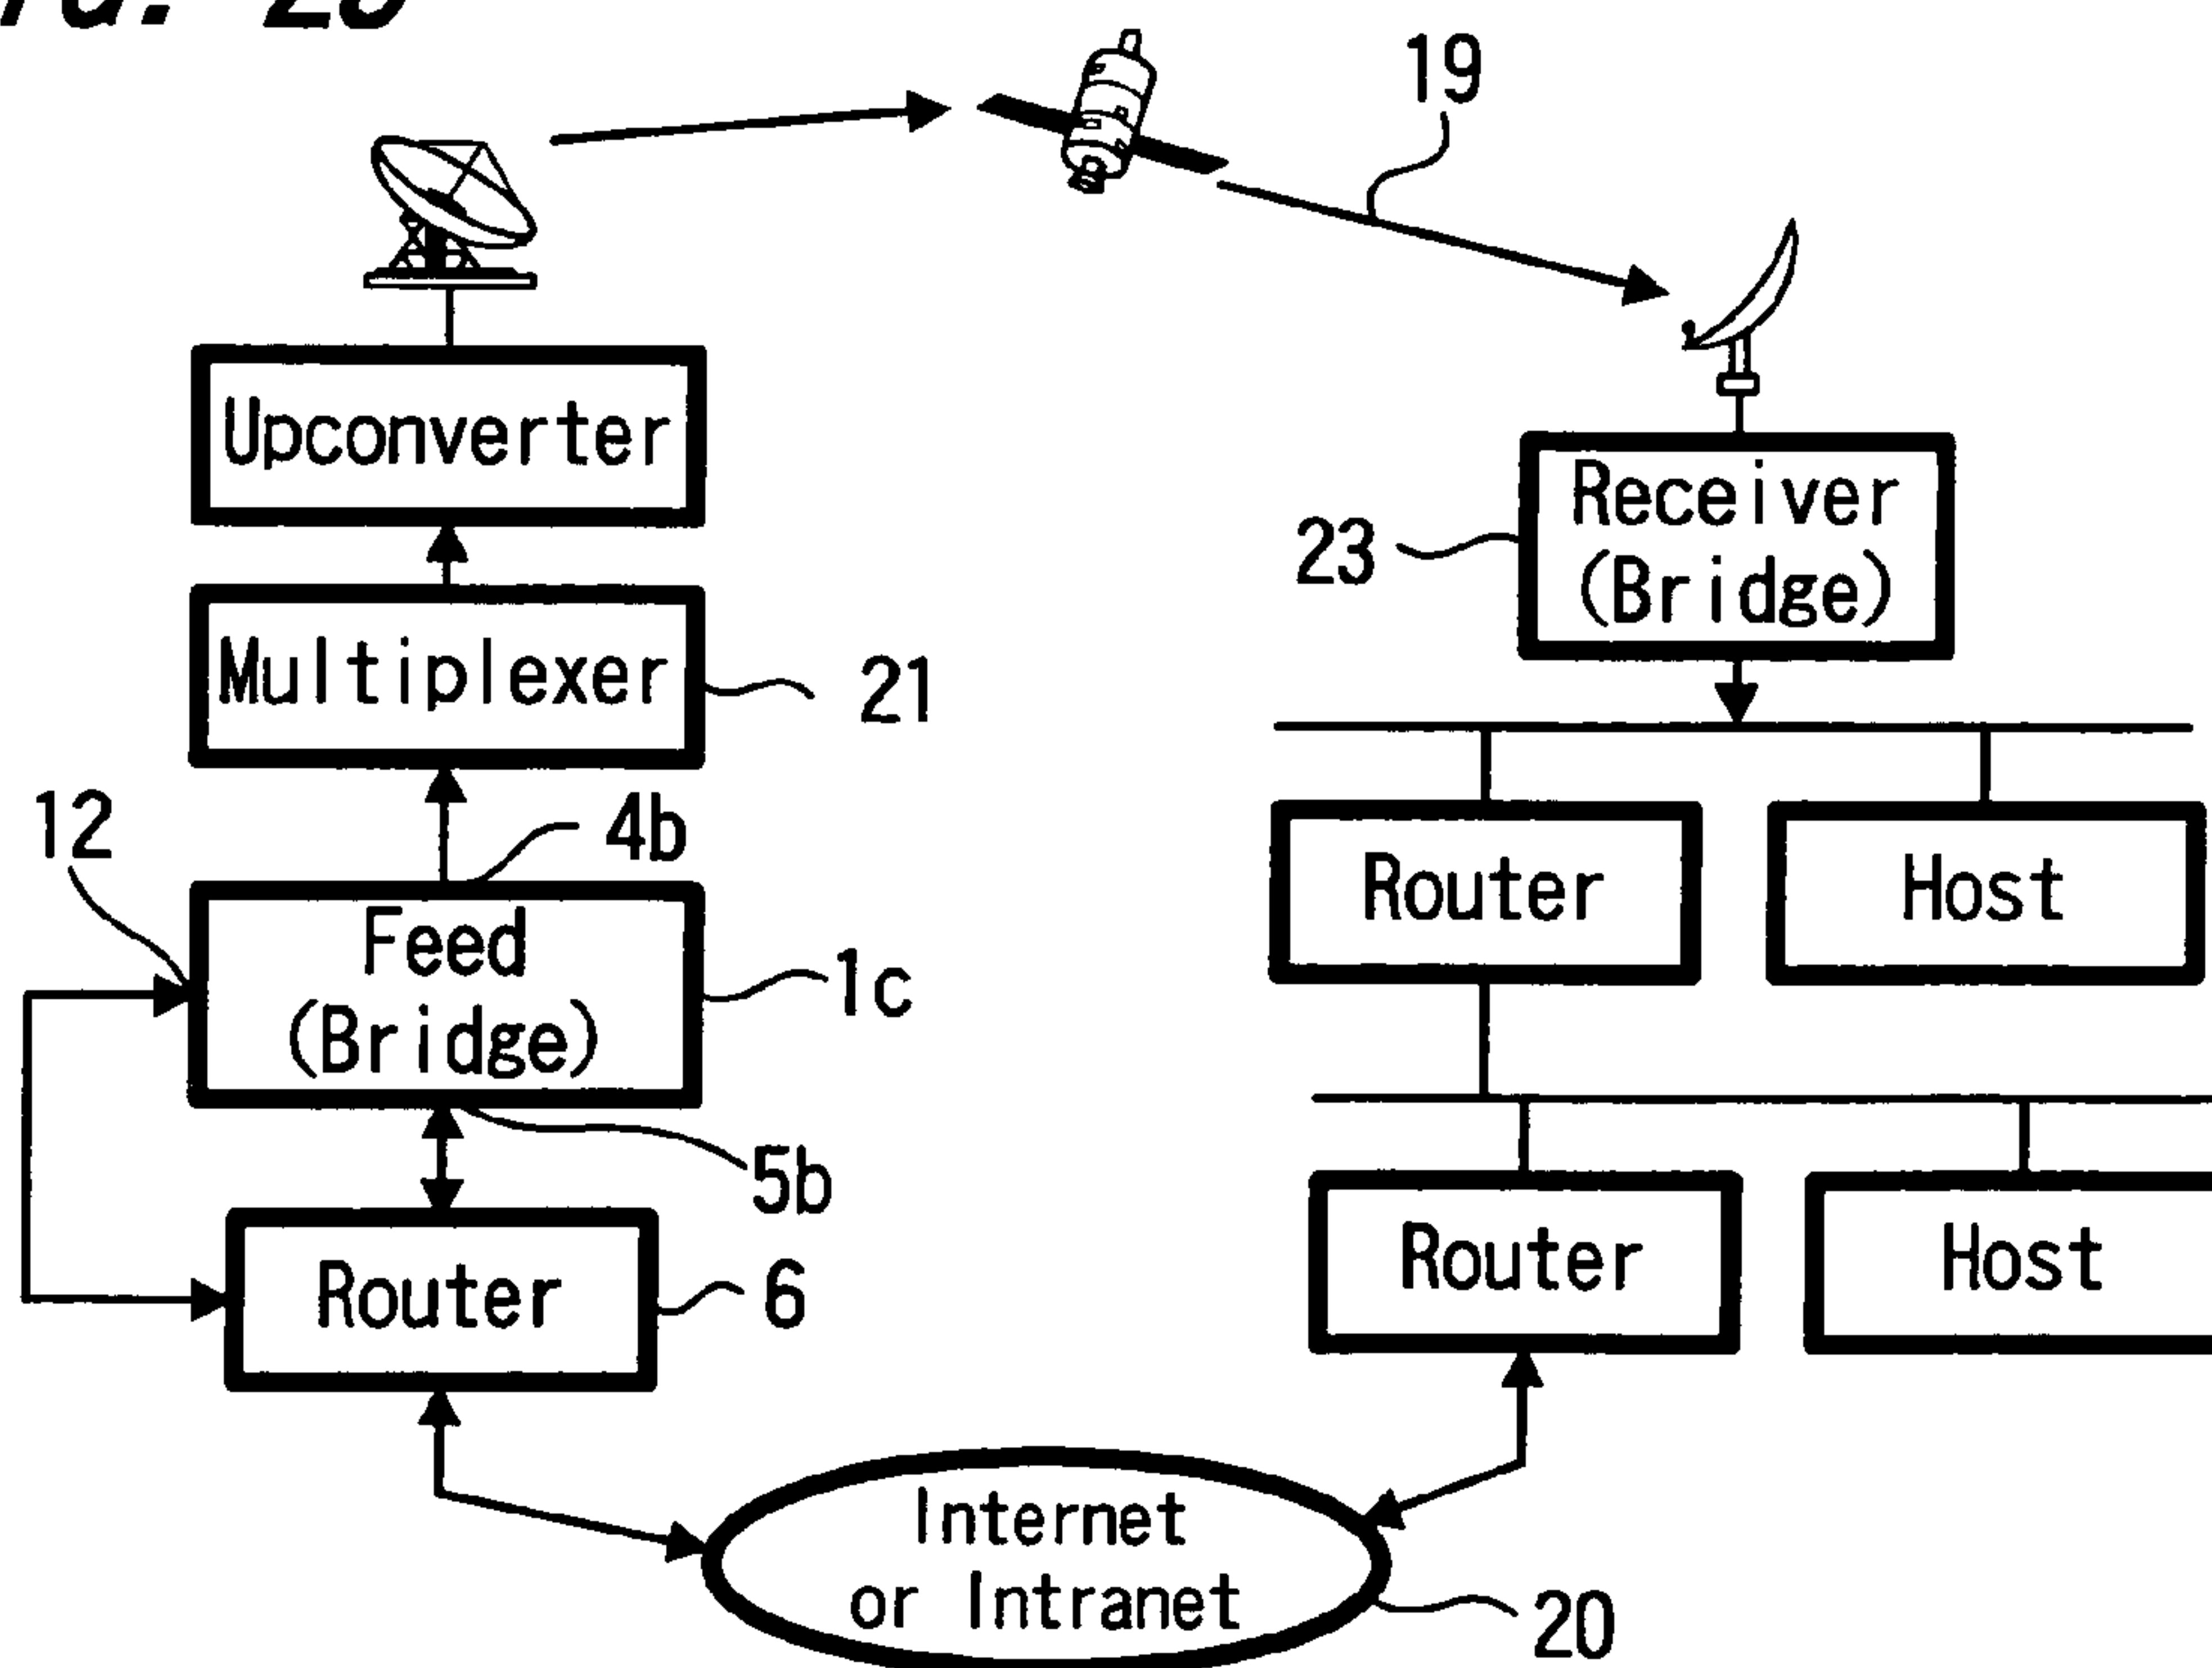 19
Upconverter
Receiver
(Bridge)
23
Multiplexer
21
12
4b
Router
Host
Feed
(Bridge)
1c
5b
Router
6
Router
Host
Internet
or Intranet
20